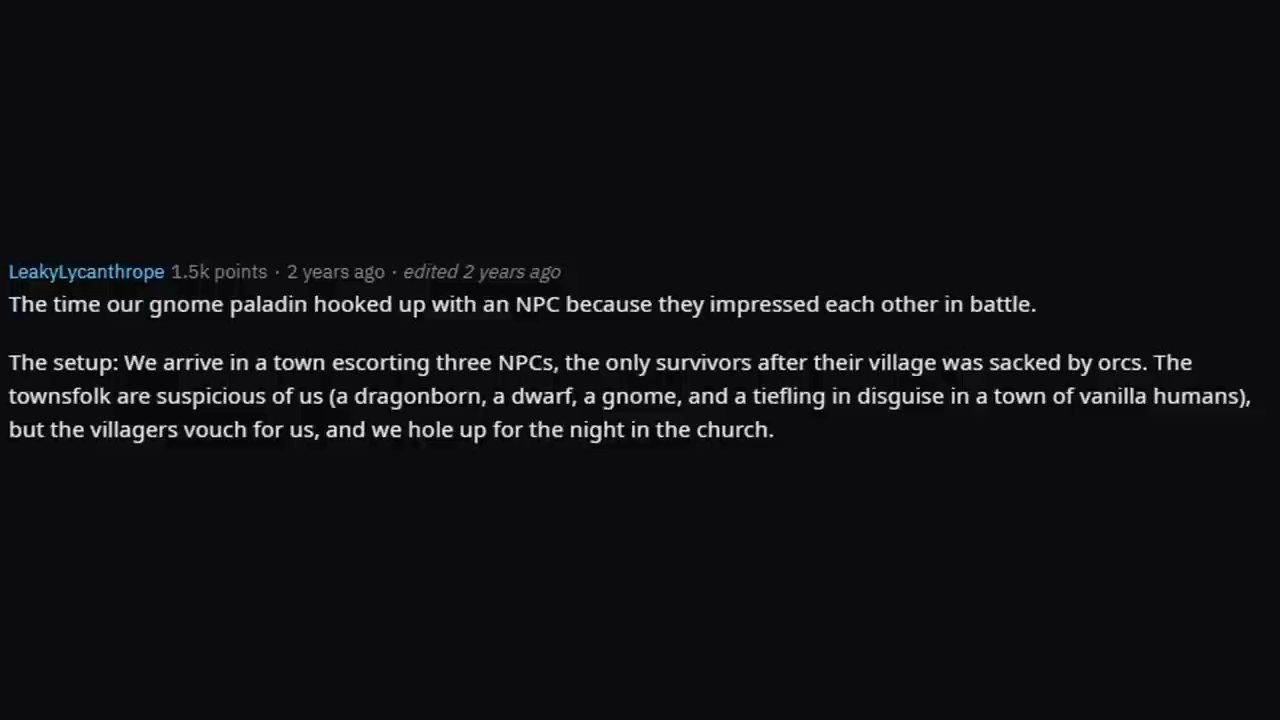 LeakyLycanthrope 1.5k points · 2 years ago · edited 2 years ago
The time our gnome paladin hooked up with an NPC because they impressed each other in battle.
The setup: We arrive in a town escorting three NPCs, the only survivors after their village was sacked by orcs. The
townsfolk are suspicious of us (a dragonborn, a dwarf, a gnome, and a tiefling in disguise in a town of vanilla humans),
but the villagers vouch for us, and we hole up for the night in the church.